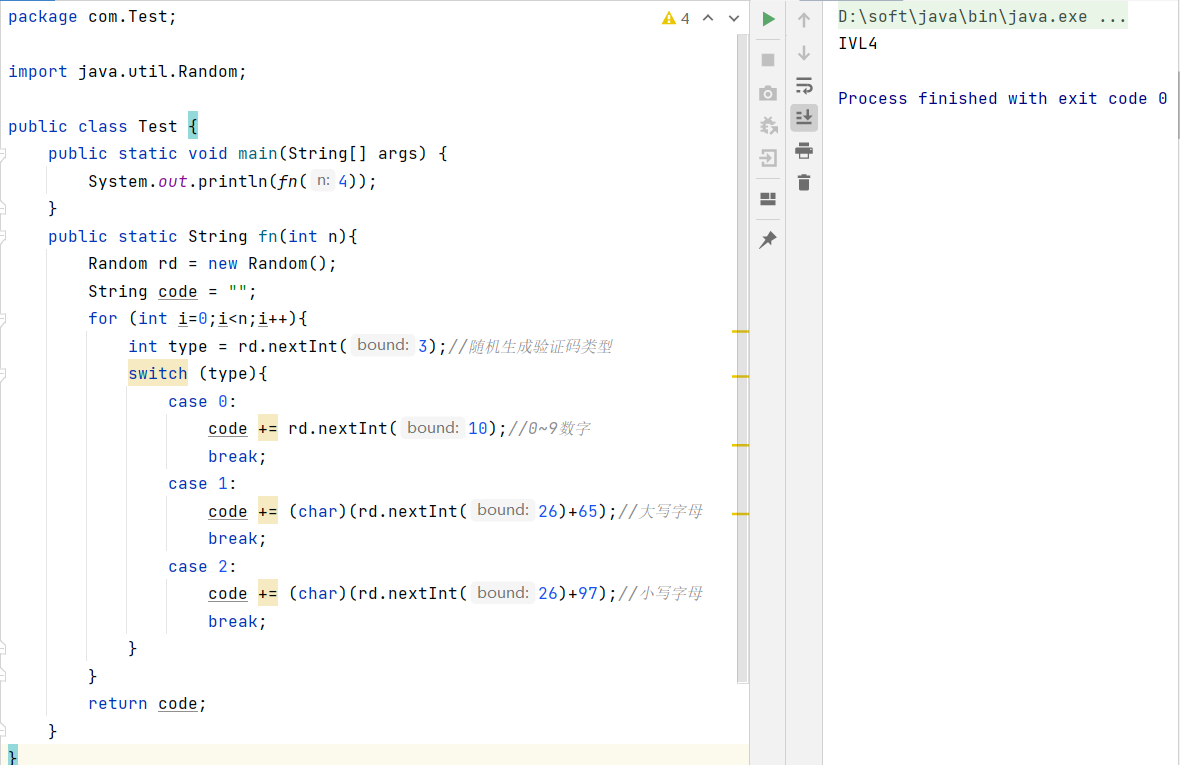 package com.Test;
4
import java.util.Random;
public class Test {
    public static void main(String[] args) {
        System.out.println(fn( n: 4));
    }
    public static String fn(int n){
        Random rd = new Random();
        String code = "";
        for (int i=0;i<n;i++){
            int type = rd.nextInt( bound: 3);//随机生成验证码类型
            switch (type){
                case 0:
                    code += rd.nextInt( bound: 10);//0~9数字
                    break;
                case 1:
                    code += (char)(rd.nextInt( bound: 26)+65);//大写字母
                    break;
                case 2:
                    code += (char)(rd.nextInt( bound: 26)+97);//小写字母
                    break;
            }
        }
        return code;
    }
}
D:\soft\java\bin\java.exe ...
IVL4
Process finished with exit code 0